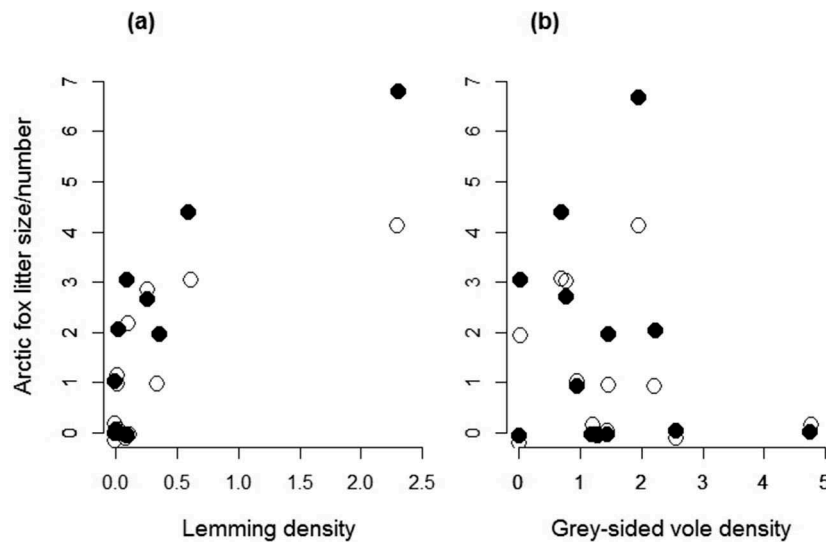 (a)
(b)
Arctic fox litter size/number
7
6
5
4
3
2
1
0
0.0 0.5 1.0 1.5 2.0 2.5
Lemming density
7
6
5
4
3
2
1
0
0 1 2 3 4 5
Grey-sided vole density